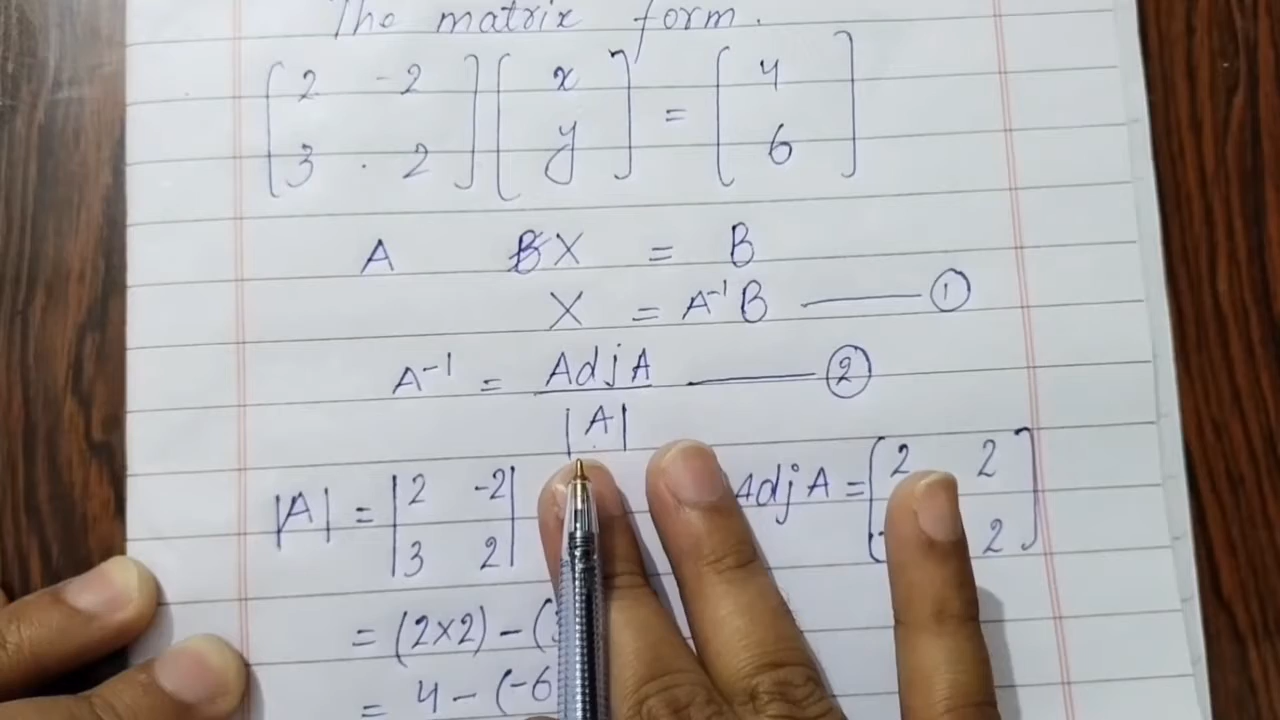 The matrix form.
[2 -2] [x] = [4]
[3 . 2] [y] [6]
A X = B
X = A⁻¹B —— ①
A⁻¹ = AdjA —— ②
|A|
|A| = |2 -2| AdjA = [2 2]
|3 2| [ 2]
= (2×2) – (
= 4 – (-6